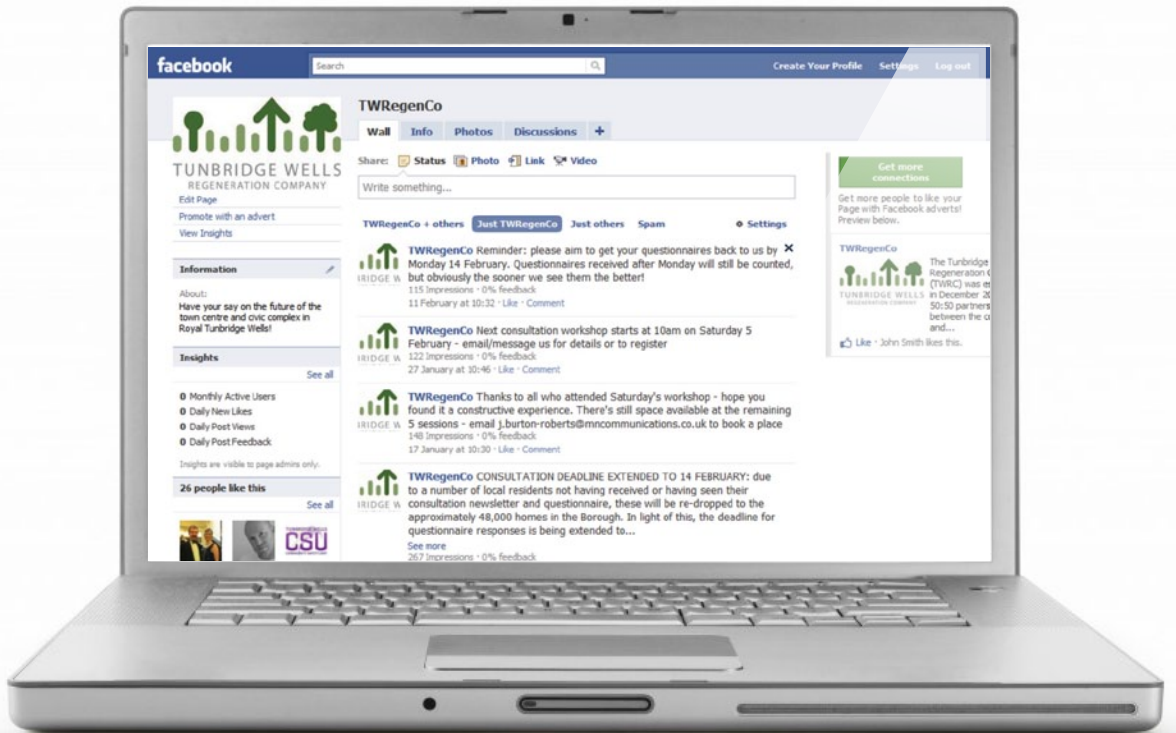 facebook
Search
Create Your Profile Settings Log out
TUNBRIDGE WELLS
REGENERATION COMPANY
Edit Page
Promote with an advert
View Insights
Information
About:
Have your say on the future of the
town centre and civic complex in
Royal Tunbridge Wells!
Insights
See all
0 Monthly Active Users
0 Daily New Likes
0 Daily Post Views
0 Daily Post Feedback
Insights are visible to page admins only.
26 people like this
See all
CSU
TWRegenCo
Wall Info Photos Discussions +
Share: Status Photo Link Video
Write something...
TWRegenCo + others Just TWRegenCo Just others Spam Settings
TWRegenCo Reminder: please aim to get your questionnaires back to us by
Monday 14 February. Questionnaires received after Monday will still be counted,
but obviously the sooner we see them the better!
115 Impressions · 0% feedback
11 February at 10:32 · Like · Comment
BRIDGE W
TWRegenCo Next consultation workshop starts at 10am on Saturday 5
February - email/message us for details or to register
122 Impressions · 0% feedback
27 January at 10:46 · Like · Comment
BRIDGE W
TWRegenCo Thanks to all who attended Saturday's workshop - hope you
found it a constructive experience. There's still space available at the remaining
5 sessions - email j.burton-roberts@mncommunications.co.uk to book a place
148 Impressions · 0% feedback
17 January at 10:30 · Like · Comment
BRIDGE W
TWRegenCo CONSULTATION DEADLINE EXTENDED TO 14 FEBRUARY: due
to a number of local residents not having received or having seen their
consultation newsletter and questionnaire, these will be re-dropped to the
approximately 48,000 homes in the Borough. In light of this, the deadline for
questionnaire responses is being extended to...
See more
267 Impressions · 0% feedback
BRIDGE W
Get more
connections
Get more people to like your
Page with Facebook adverts!
Preview below.
TWRegenCo
TUNBRIDGE WELLS
REGENERATION COMPANY
The Tunbridge
Regeneration
(TWRC) was
in December
50:50 partners
between the
and...
Like · John Smith likes this.